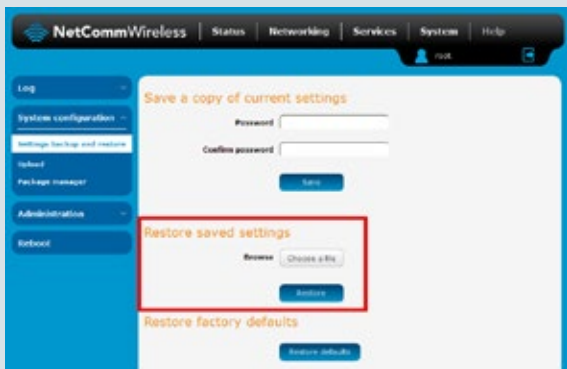 NetCommWireless Status Networking Services System Help
root
Log
System configuration
Settings backup and restore
Upload
Package manager
Administration
Reboot
Save a copy of current settings
Password
Confirm password
Save
Restore saved settings
Browse Choose a file
Restore
Restore factory defaults
Restore defaults